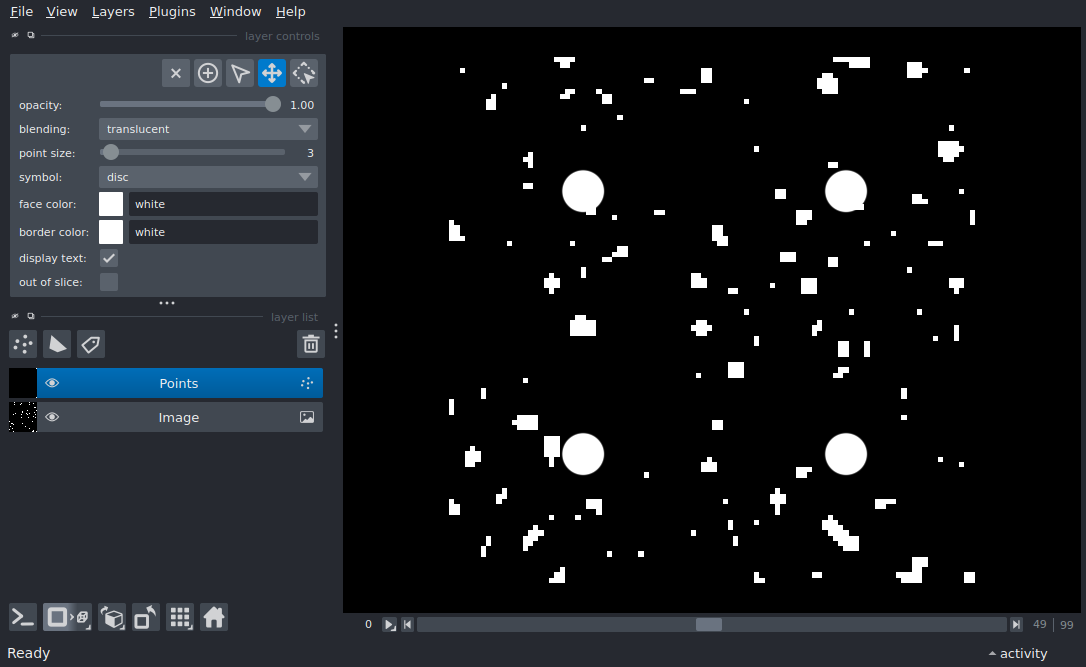 File View Layers Plugins Window Help
layer controls
opacity: 1.00
blending: translucent
point size: 3
symbol: disc
face color: white
border color: white
display text:
out of slice:
layer list
Points
Image
0 49 | 99
Ready activity